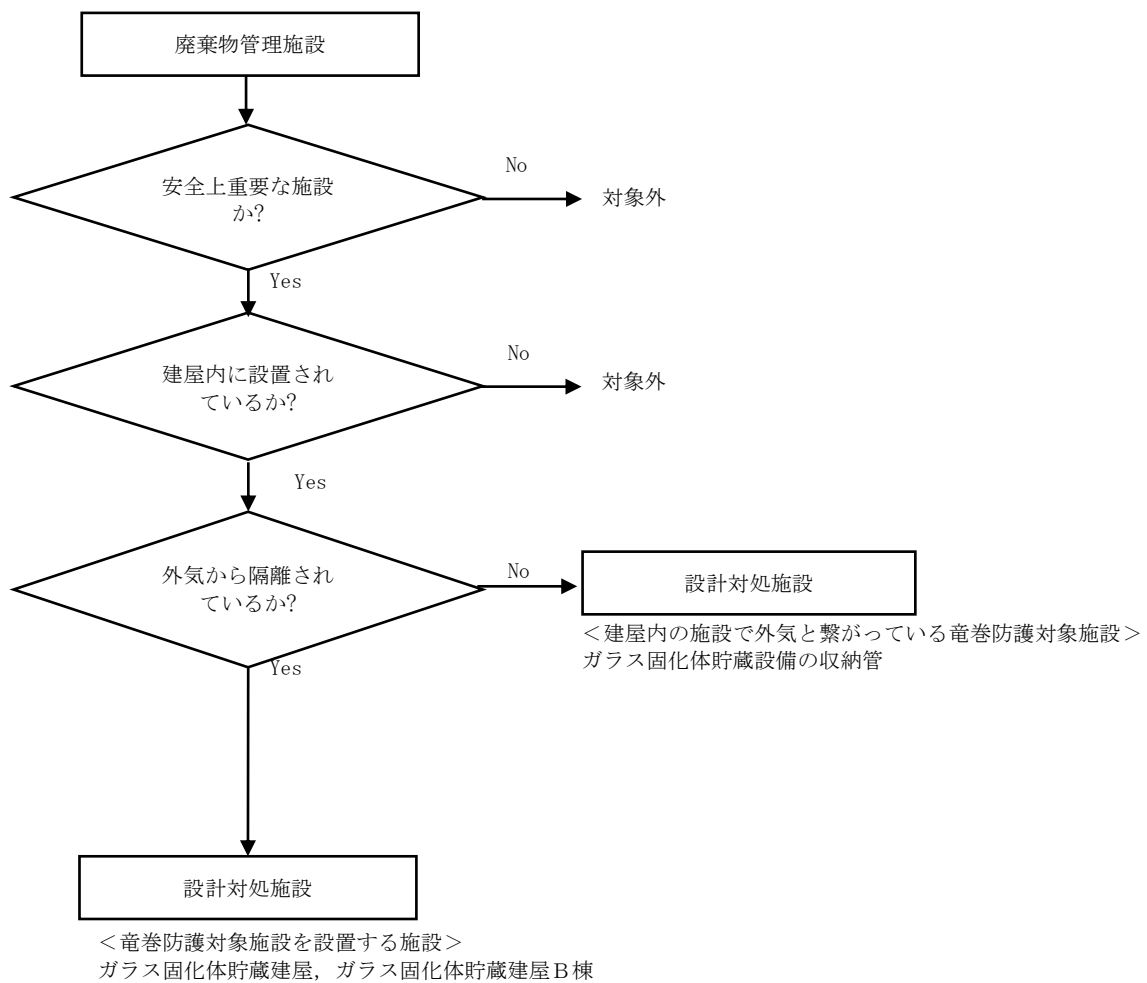 廃棄物管理施設
安全上重要な施設
か?
No
対象外
Yes
建屋内に設置され
ているか?
No
対象外
Yes
外気から隔離され
ているか?
No
設計対処施設
＜建屋内の施設で外気と繋がっている竜巻防護対象施設＞
ガラス固化体貯蔵設備の収納管
Yes
設計対処施設
＜竜巻防護対象施設を設置する施設＞
ガラス固化体貯蔵建屋，ガラス固化体貯蔵建屋Ｂ棟